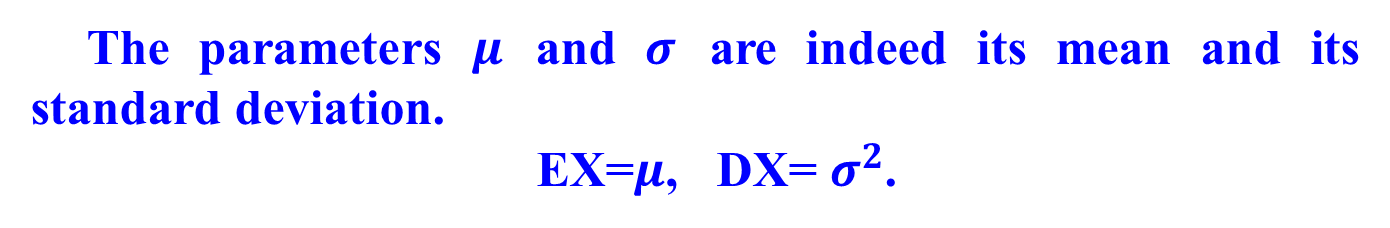 The parameters μ and σ are indeed its mean and its
standard deviation.
EX=μ, DX= σ².